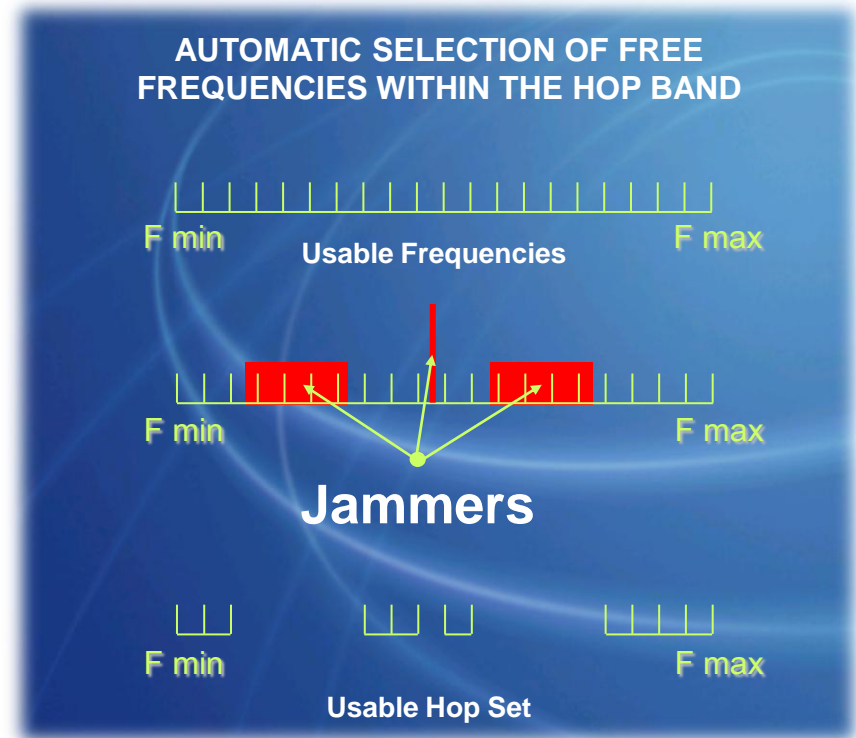 AUTOMATIC SELECTION OF FREE
FREQUENCIES WITHIN THE HOP BAND
F min
F max
Usable Frequencies
F min
F max
Jammers
F min
F max
Usable Hop Set